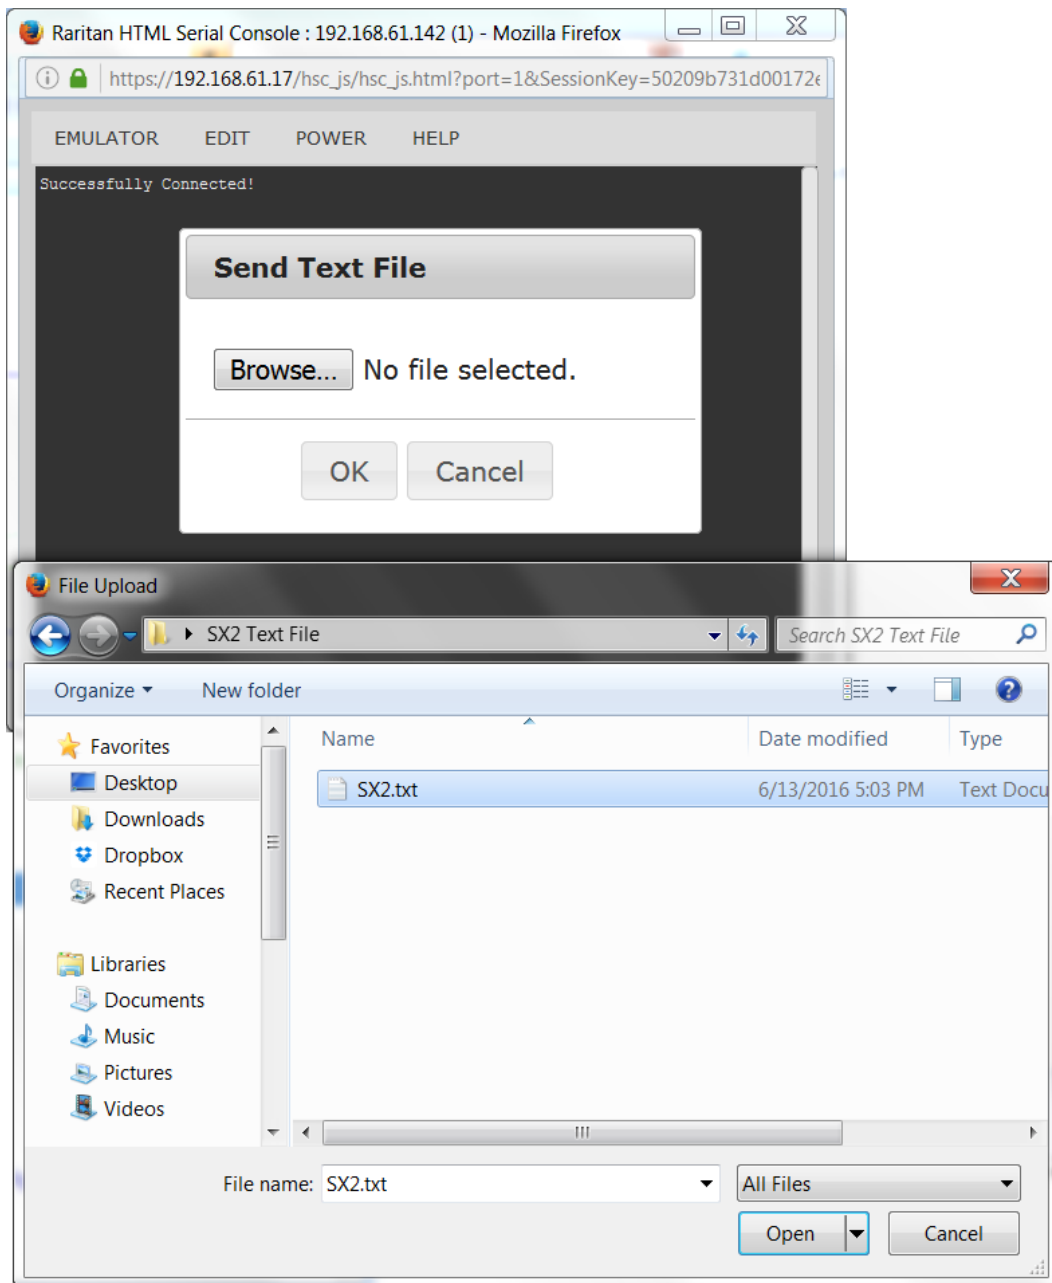 Raritan HTML Serial Console : 192.168.61.142 (1) - Mozilla Firefox
https://192.168.61.17/hsc_js/hsc_js.html?port=1&SessionKey=50209b731d00172e
EMULATOR EDIT POWER HELP
Successfully Connected!
Send Text File
Browse... No file selected.
OK Cancel
File Upload
SX2 Text File Search SX2 Text File
Organize New folder
Name Date modified Type
Favorites
SX2.txt 6/13/2016 5:03 PM Text Docu
Desktop
Downloads
Dropbox
Recent Places
Libraries
Documents
Music
Pictures
Videos
File name: SX2.txt All Files
Open Cancel